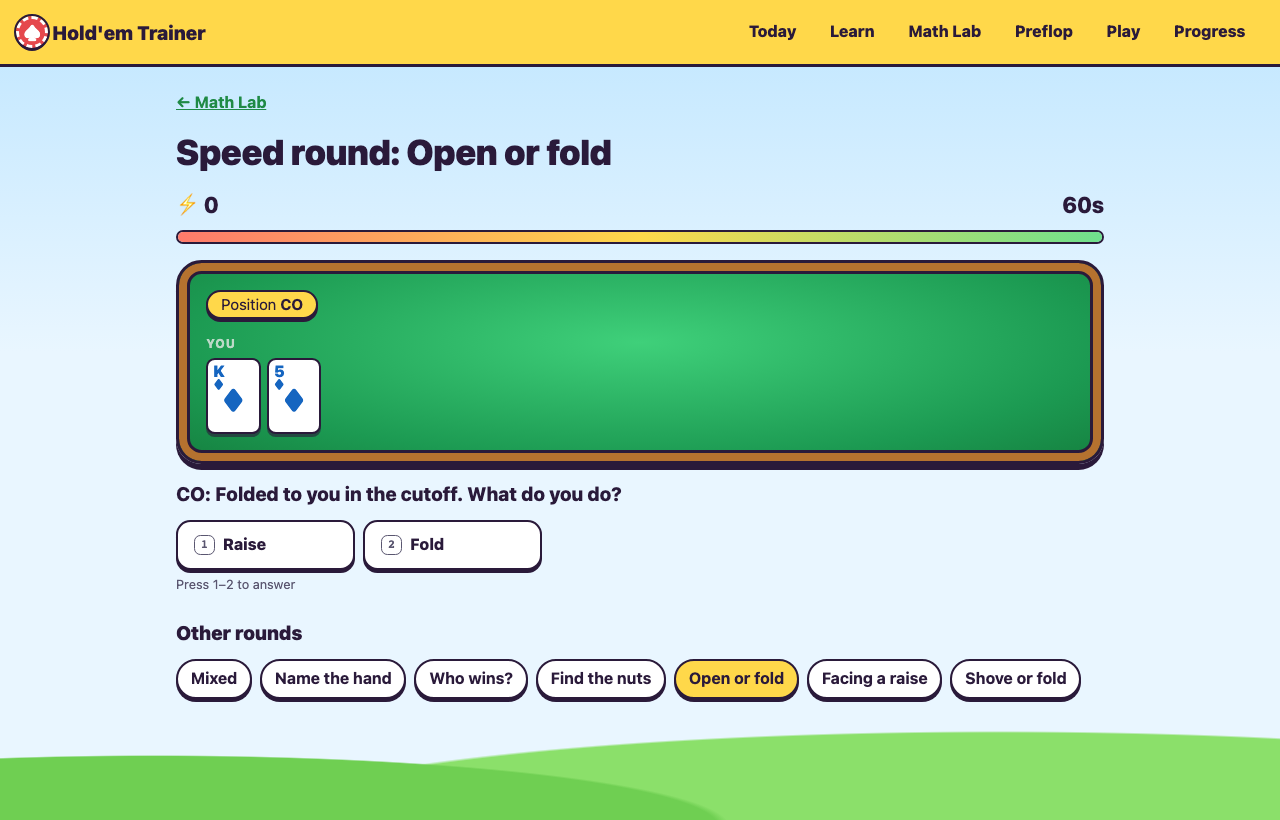 Hold'em Trainer
Today Learn Math Lab Preflop Play Progress
← Math Lab
Speed round: Open or fold
⚡ 0 60s
Position CO
YOU
K 5
CO: Folded to you in the cutoff. What do you do?
1 Raise 2 Fold
Press 1–2 to answer
Other rounds
Mixed Name the hand Who wins? Find the nuts Open or fold Facing a raise Shove or fold